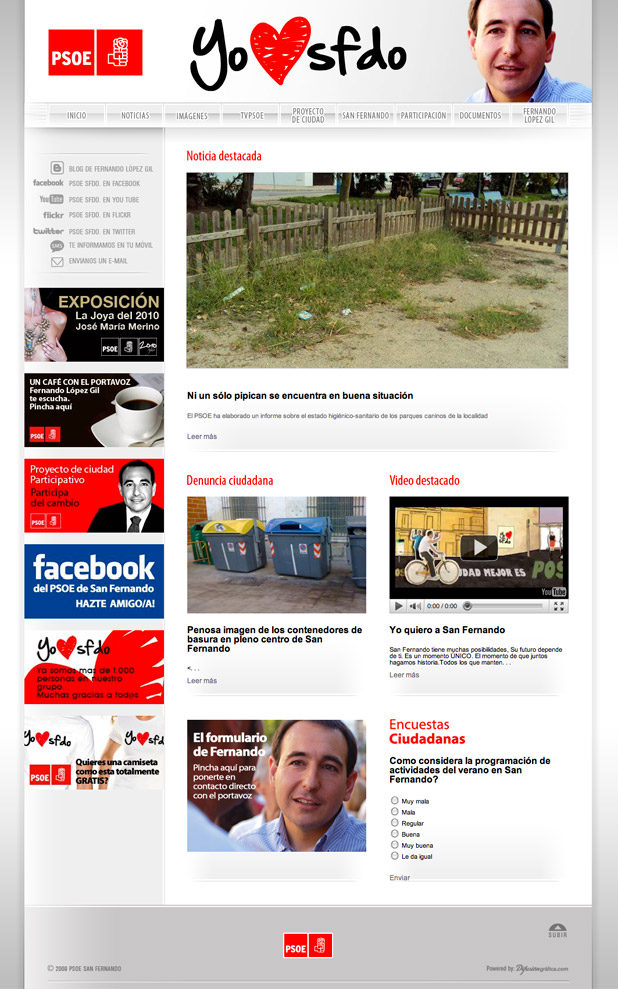 PSOE
Yo sfdo
INICIO
NOTICIAS
IMÁGENES
TVPSOE
PROYECTO
DE CIUDAD
SAN FERNANDO
PARTICIPACIÓN
DOCUMENTOS
FERNANDO
LÓPEZ GIL
BLOG DE FERNANDO LÓPEZ GIL
facebook PSOE SFDO. EN FACEBOOK
YouTube PSOE SFDO. EN YOU TUBE
flickr PSOE SFDO. EN FLICKR
twitter PSOE SFDO. EN TWITTER
SMS TE INFORMAMOS EN TU MÓVIL
ENVIANOS UN E-MAIL
EXPOSICIÓN
La Joya del 2010
José María Merino
PSOE 2010
UN CAFÉ CON EL PORTAVOZ
Fernando López Gil
te escucha.
Pincha aquí
PSOE
Proyecto de ciudad
Participativo
Participa
del cambio
PSOE
facebook
del PSOE de San Fernando
HAZTE AMIGO/A!
Yo sfdo
Yo somos mas de 1.000
personas en nuestro
grupo.
Muchas gracias a tod@s
Yo sfdo
Yo sfdo
Quieres una camiseta
como esta totalmente
GRATIS?
PSOE
Noticia destacada
Ni un sólo pipican se encuentra en buena situación
El PSOE ha elaborado un informe sobre el estado higiénico-sanitario de los parques caninos de la localidad
Leer más
Denuncia ciudadana
Penosa imagen de los contenedores de
basura en pleno centro de San
Fernando
<. . .
Leer más
Video destacado
yo sfdo
UDAD MEJOR ES POS
YouTube
0:00 / 0:00
Yo quiero a San Fernando
San Fernando tiene muchas posibilidades, Su futuro depende
de ti. Es un momento ÚNICO. El momento de que juntos
hagamos historia.Todos los que manten. . .
Leer más
El formulario
de Fernando
Pincha aquí para
ponerte en
contacto directo
con el portavoz
Encuestas
Ciudadanas
Como considera la programación de
actividades del verano en San
Fernando?
Muy mala
Mala
Regular
Buena
Muy buena
Le da igual
Enviar
SUBIR
PSOE
© 2008 PSOE SAN FERNANDO
Powered by: